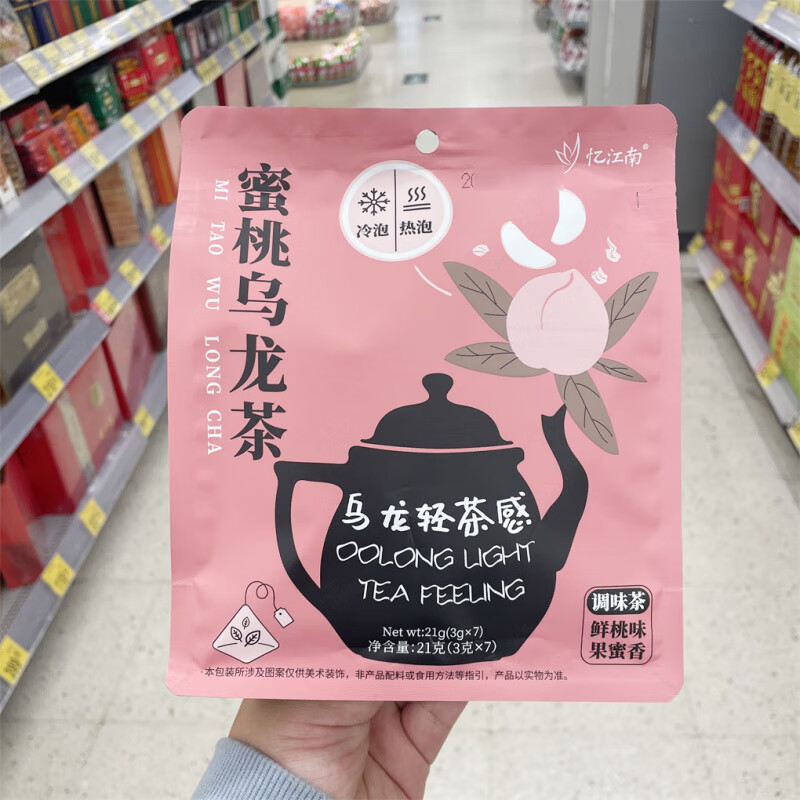 忆江南®
蜜桃乌龙茶
MI TAO WU LONG CHA
冷泡 热泡
乌龙轻茶感
OOLONG LIGHT
TEA FEELING
Net wt:21g(3g×7)
净含量:21克(3克×7)
调味茶
鲜桃味
果蜜香
·本包装所涉及图案仅供美术装饰，非产品配料或食用方法等指引，产品以实物为准。